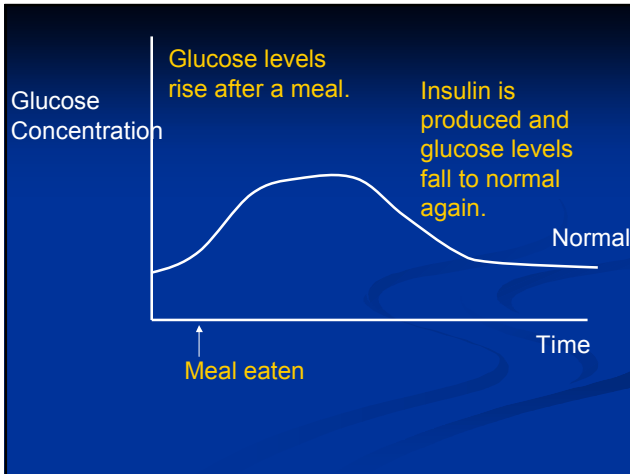 Glucose levels
rise after a meal.
Glucose
Concentration
Insulin is
produced and
glucose levels
fall to normal
again.
Normal
Time
Meal eaten